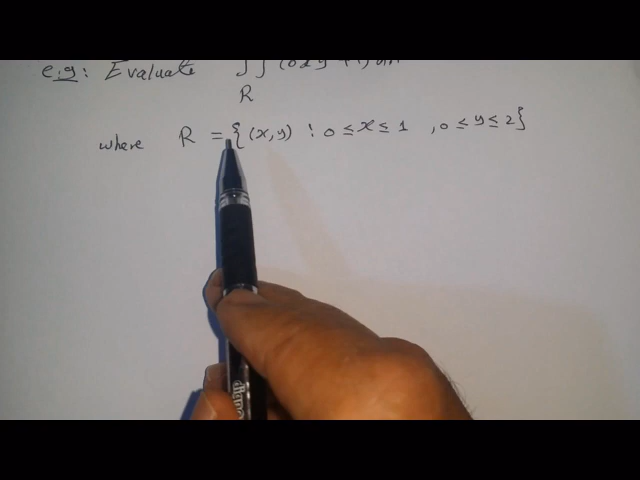 e.g: Evaluate ∫∫
R
where R = {(x,y) : 0 ≤ x ≤ 1 , 0 ≤ y ≤ 2}